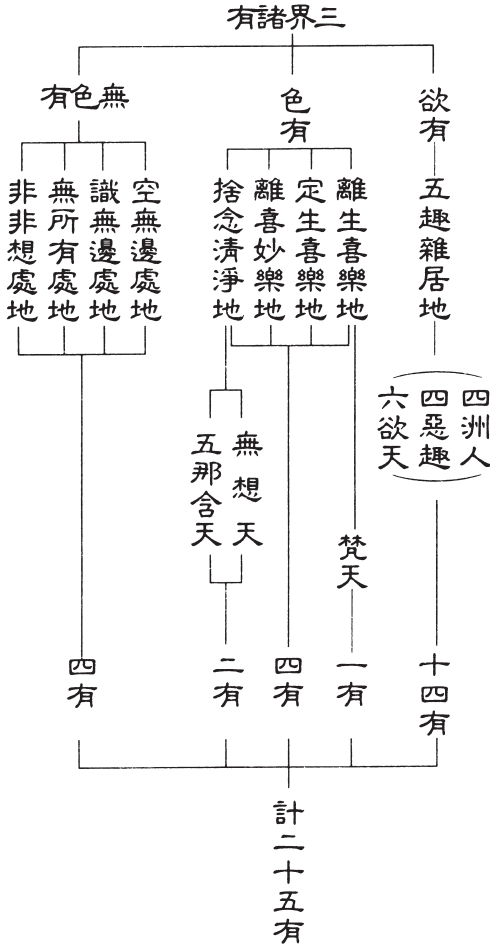 三界諸有
欲有
五趣雜居地
四洲人
四惡趣
六欲天
十四有
色有
離生喜樂地
定生喜樂地
離喜妙樂地
捨念清淨地
梵天
一有
四有
無想天
五那含天
二有
無色有
空無邊處地
識無邊處地
無所有處地
非非想處地
四有
計二十五有